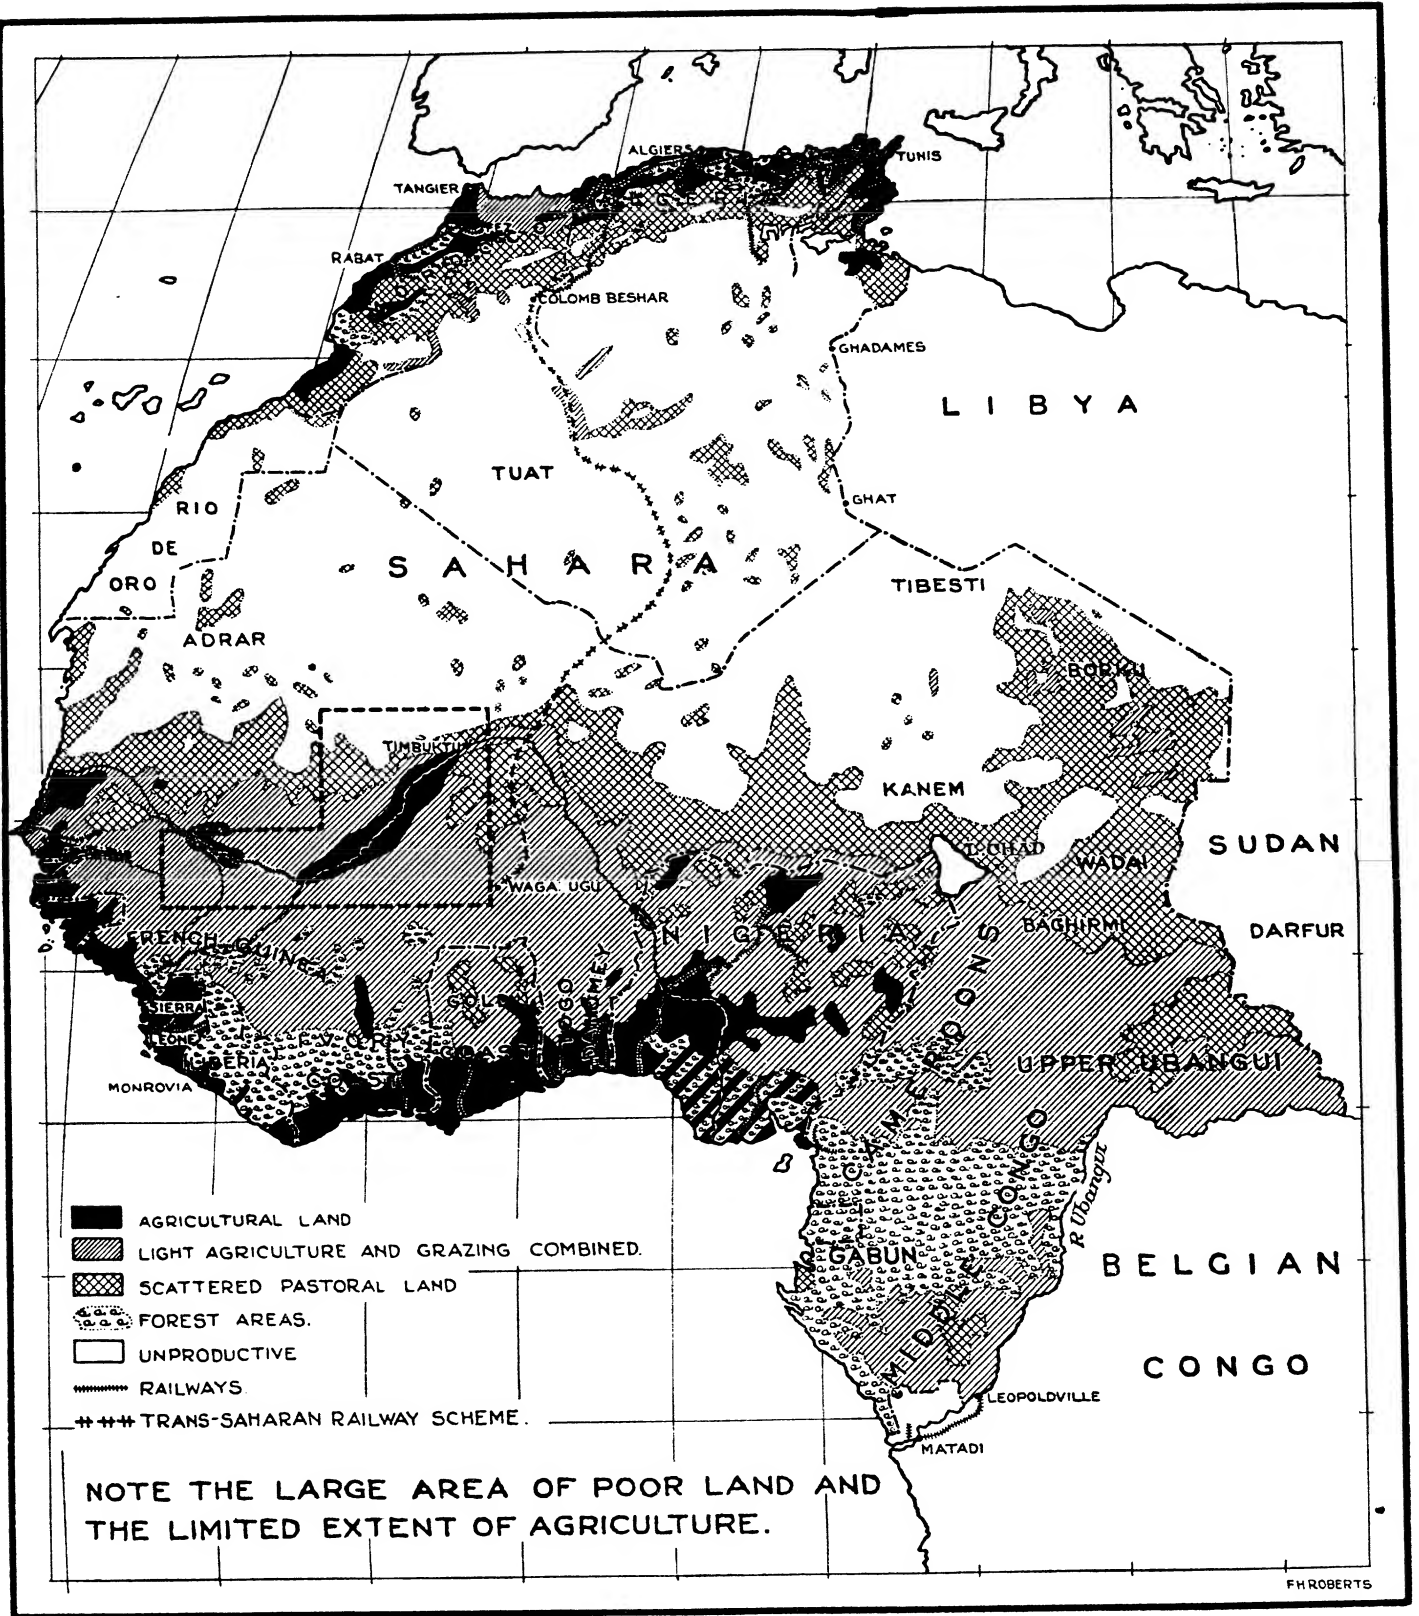 ALGIERS
TUNIS
TANGIER
RABAT
COLOMB BESHAR
GHADAMES
LIBYA
TUAT
GHAT
RIO
DE
ORO
SAHARA
TIBESTI
ADRAR
BORKU
TIMBUKTU
KANEM
L. CHAD
SUDAN
WADAI
WAGA UGU
NIGERIA
BAGHIRMI
DARFUR
FRENCH GUINEA
SIERRA
LEONE
GOLD
COAST
TOGO
DAHOMEY
IVORY
COAST
MONROVIA
CAMEROONS
UPPER UBANGUI
R Ubangui
MIDDLE CONGO
GABUN
BELGIAN
CONGO
LEOPOLDVILLE
MATADI
AGRICULTURAL LAND
LIGHT AGRICULTURE AND GRAZING COMBINED.
SCATTERED PASTORAL LAND
FOREST AREAS.
UNPRODUCTIVE
RAILWAYS.
TRANS-SAHARAN RAILWAY SCHEME.
NOTE THE LARGE AREA OF POOR LAND AND
THE LIMITED EXTENT OF AGRICULTURE.
F H ROBERTS